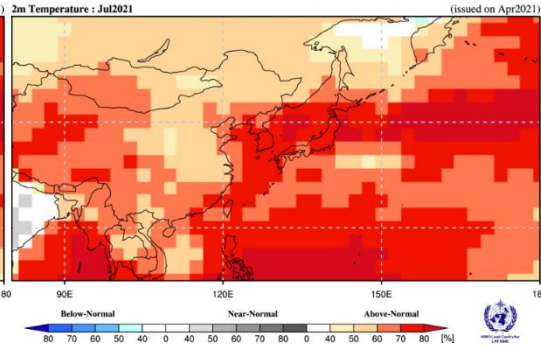 ) 2m Temperature : Jul2021 (issued on Apr2021)
80 90E 120E 150E 18
Below-Normal Near-Normal Above-Normal
80 70 60 50 40 0 40 50 60 70 80 0 40 50 60 70 80 [%]